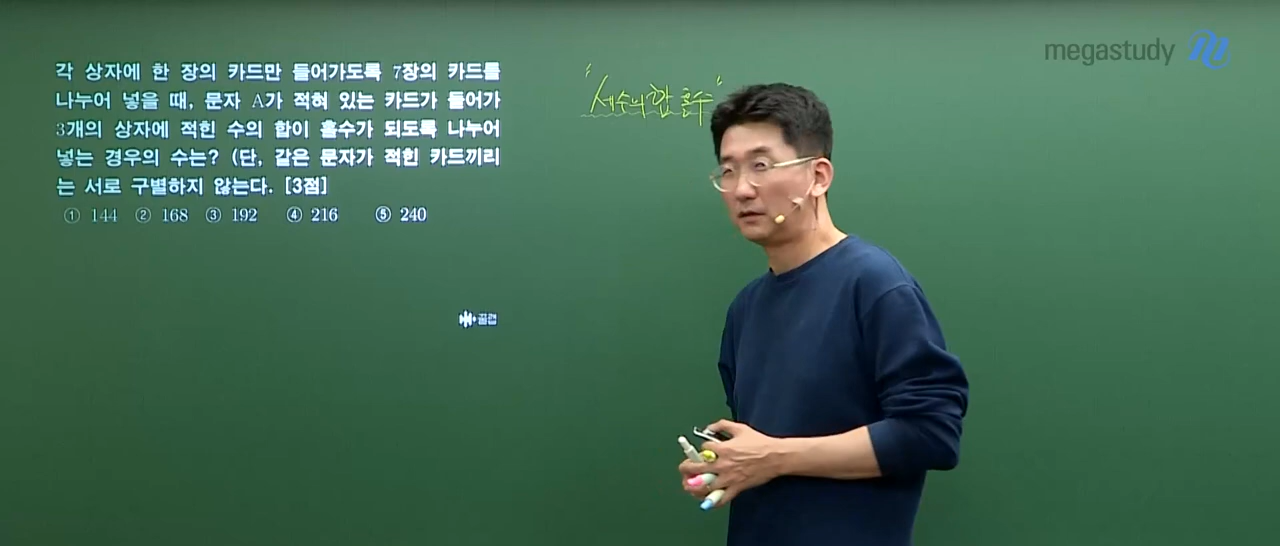 각 상자에 한 장의 카드만 들어가도록 7장의 카드를
나누어 넣을 때, 문자 A가 적혀 있는 카드가 들어가
3개의 상자에 적힌 수의 합이 홀수가 되도록 나누어
넣는 경우의 수는? (단, 같은 문자가 적힌 카드끼리
는 서로 구별하지 않는다. [3점]
① 144 ② 168 ③ 192 ④ 216 ⑤ 240
꿀캡
"세수의 합 홀수"
megastudy